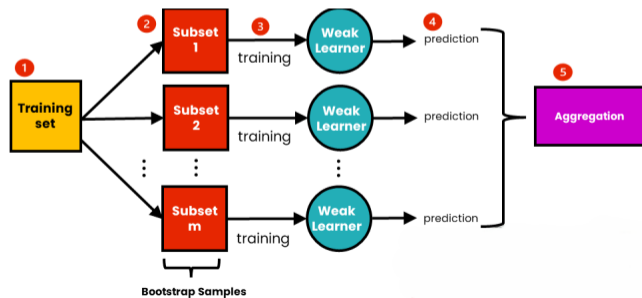 1
Training
set
2
Subset
1
3
training
Weak
Learner
4
prediction
Subset
2
training
Weak
Learner
prediction
Subset
m
training
Weak
Learner
prediction
Bootstrap Samples
5
Aggregation